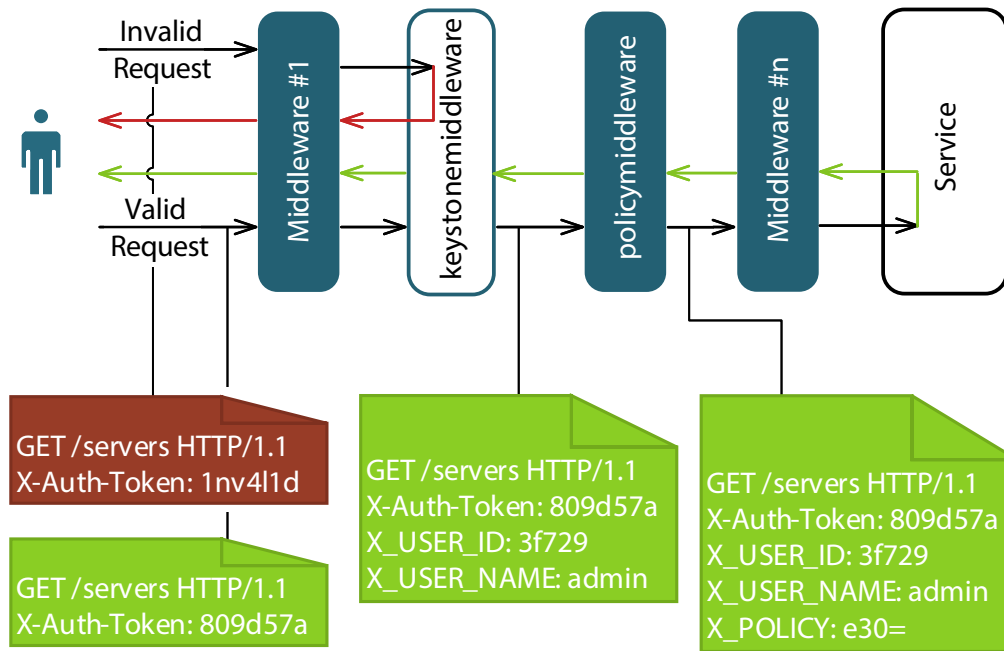 Invalid
Request
Valid
Request
Middleware #1
keystonemiddleware
policymiddleware
Middleware #n
Service
GET /servers HTTP/1.1
X-Auth-Token: 1nv4l1d
GET /servers HTTP/1.1
X-Auth-Token: 809d57a
GET /servers HTTP/1.1
X-Auth-Token: 809d57a
X_USER_ID: 3f729
X_USER_NAME: admin
GET /servers HTTP/1.1
X-Auth-Token: 809d57a
X_USER_ID: 3f729
X_USER_NAME: admin
X_POLICY: e30=